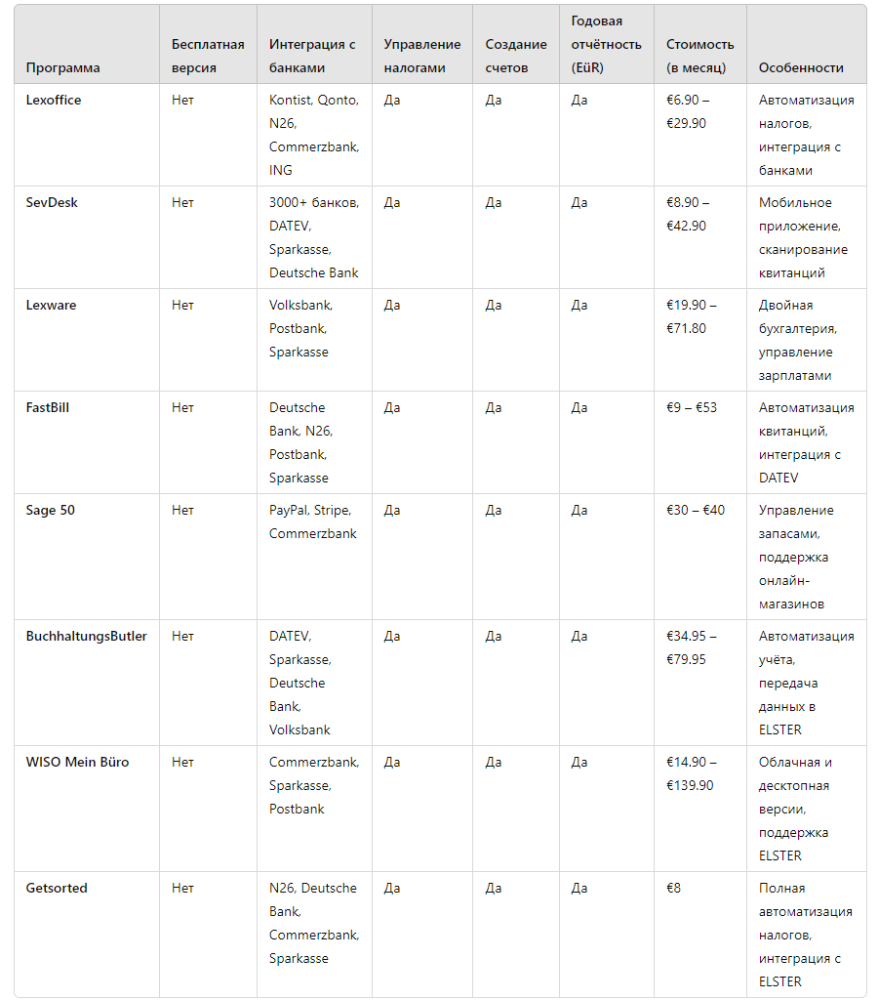 Программа
Бесплатная
версия
Интеграция с
банками
Управление
налогами
Создание
счетов
Годовая
отчётность
(EüR)
Стоимость
(в месяц)
Особенности
Lexoffice
Нет
Kontist, Qonto,
N26,
Commerzbank,
ING
Да
Да
Да
€6.90 –
€29.90
Автоматизация
налогов,
интеграция с
банками
SevDesk
Нет
3000+ банков,
DATEV,
Sparkasse,
Deutsche Bank
Да
Да
Да
€8.90 –
€42.90
Мобильное
приложение,
сканирование
квитанций
Lexware
Нет
Volksbank,
Postbank,
Sparkasse
Да
Да
Да
€19.90 –
€71.80
Двойная
бухгалтерия,
управление
зарплатами
FastBill
Нет
Deutsche
Bank, N26,
Postbank,
Sparkasse
Да
Да
Да
€9 – €53
Автоматизация
квитанций,
интеграция с
DATEV
Sage 50
Нет
PayPal, Stripe,
Commerzbank
Да
Да
Да
€30 – €40
Управление
запасами,
поддержка
онлайн-
магазинов
BuchhaltungsButler
Нет
DATEV,
Sparkasse,
Deutsche
Bank,
Volksbank
Да
Да
Да
€34.95 –
€79.95
Автоматизация
учёта,
передача
данных в
ELSTER
WISO Mein Büro
Нет
Commerzbank,
Sparkasse,
Postbank
Да
Да
Да
€14.90 –
€139.90
Облачная и
десктопная
версии,
поддержка
ELSTER
Getsorted
Нет
N26, Deutsche
Bank,
Commerzbank,
Sparkasse
Да
Да
Да
€8
Полная
автоматизация
налогов,
интеграция с
ELSTER